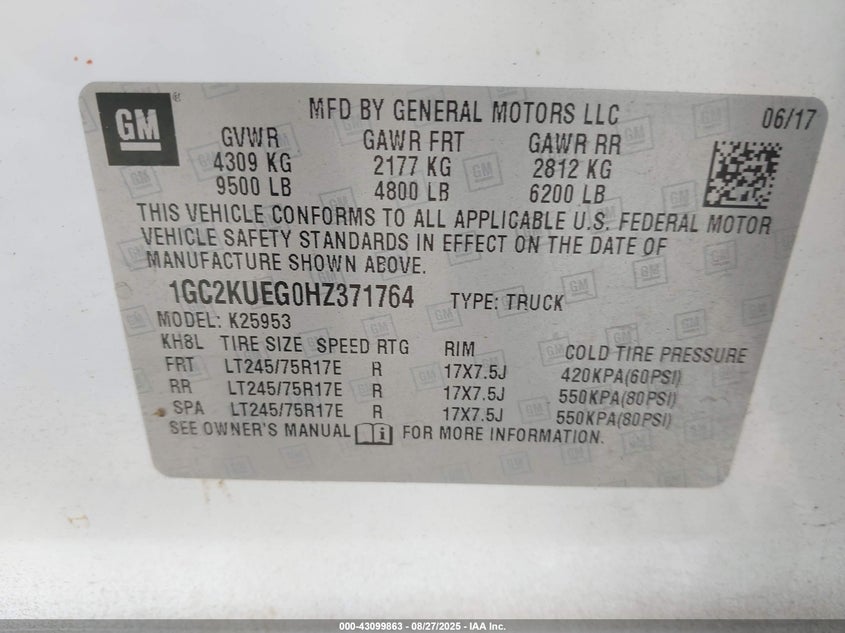 GM®
MFD BY GENERAL MOTORS LLC 06/17
GVWR GAWR FRT GAWR RR
4309 KG 2177 KG 2812 KG
9500 LB 4800 LB 6200 LB
THIS VEHICLE CONFORMS TO ALL APPLICABLE U.S. FEDERAL MOTOR
VEHICLE SAFETY STANDARDS IN EFFECT ON THE DATE OF
MANUFACTURE SHOWN ABOVE.
1GC2KUEG0HZ371764 TYPE: TRUCK
MODEL: K25953
KH8L TIRE SIZE SPEED RTG RIM COLD TIRE PRESSURE
FRT LT245/75R17E R 17X7.5J 420KPA(60PSI)
RR LT245/75R17E R 17X7.5J 550KPA(80PSI)
SPA LT245/75R17E R 17X7.5J 550KPA(80PSI)
SEE OWNER'S MANUAL FOR MORE INFORMATION.
000-43099863 - 08/27/2025 - IAA Inc.